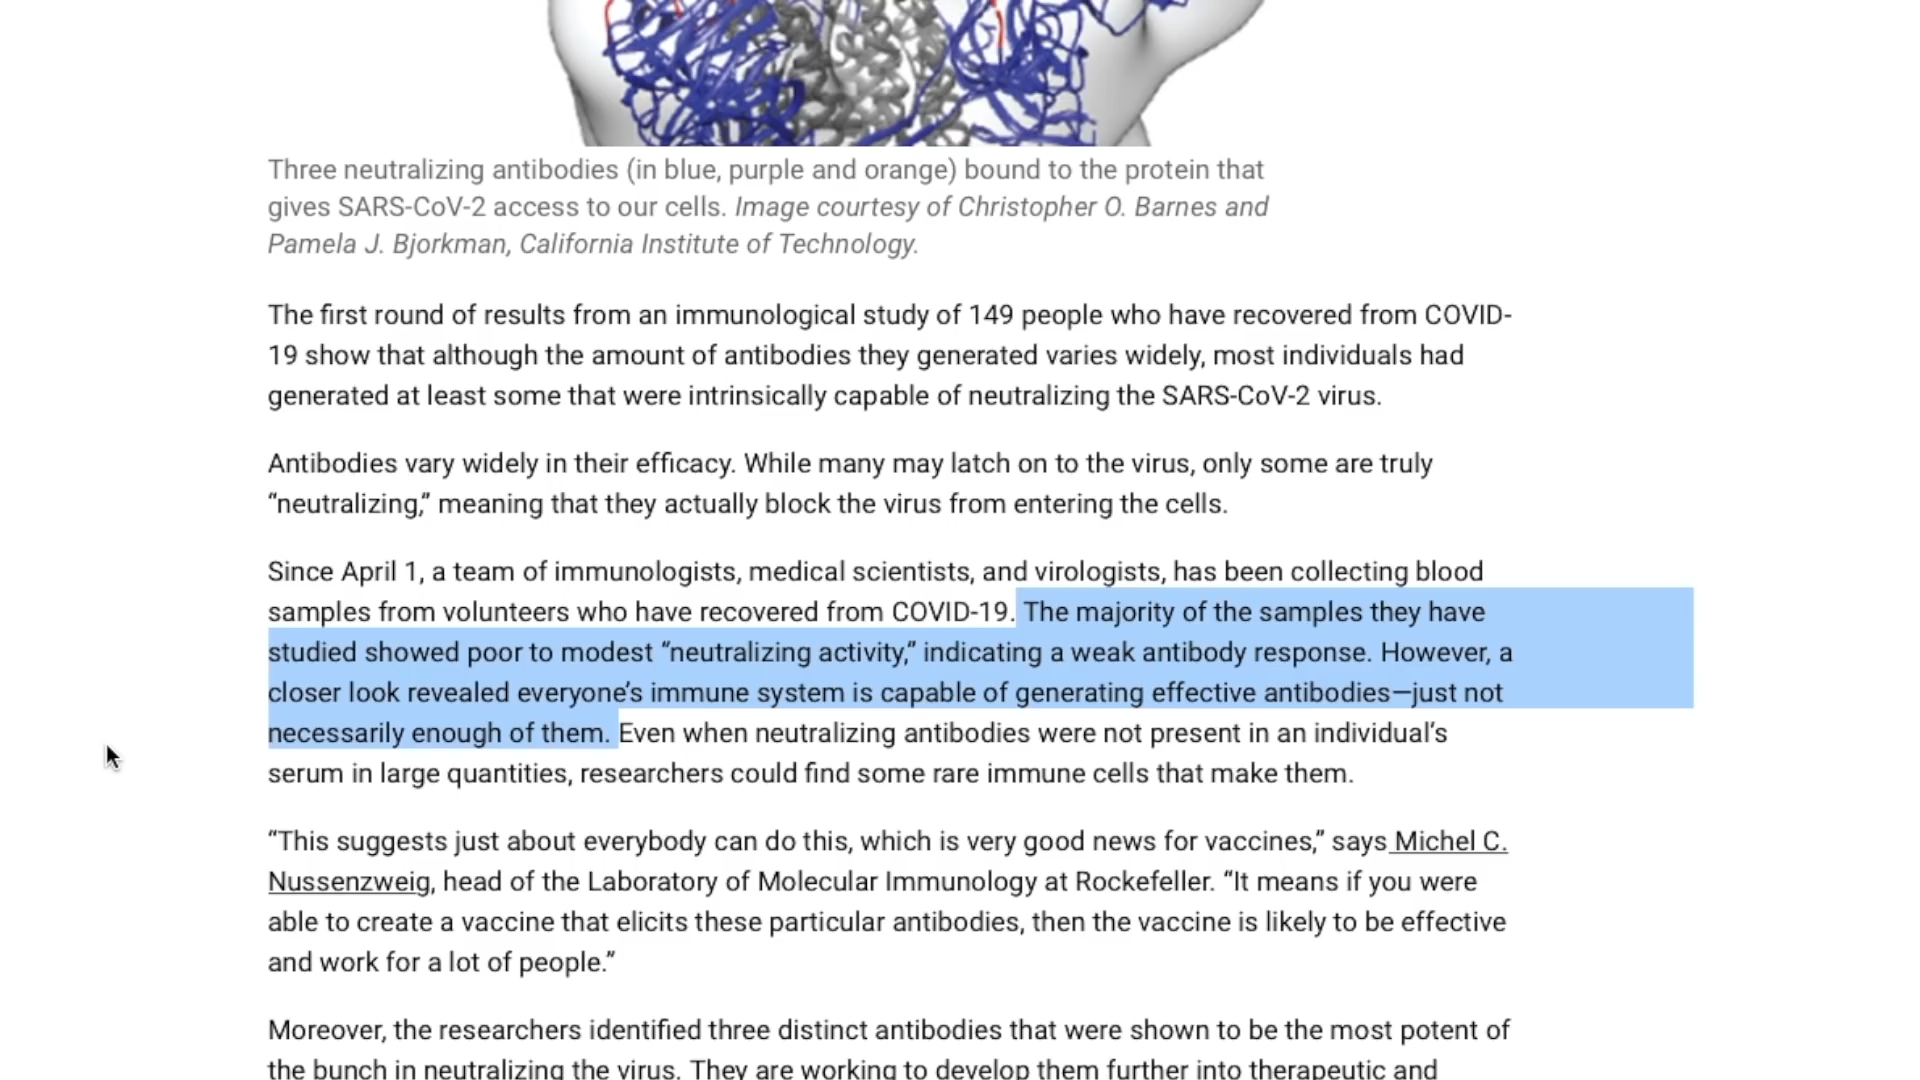 Three neutralizing antibodies (in blue, purple and orange) bound to the protein that
gives SARS-CoV-2 access to our cells. Image courtesy of Christopher O. Barnes and
Pamela J. Bjorkman, California Institute of Technology.
The first round of results from an immunological study of 149 people who have recovered from COVID-
19 show that although the amount of antibodies they generated varies widely, most individuals had
generated at least some that were intrinsically capable of neutralizing the SARS-CoV-2 virus.
Antibodies vary widely in their efficacy. While many may latch on to the virus, only some are truly
“neutralizing,” meaning that they actually block the virus from entering the cells.
Since April 1, a team of immunologists, medical scientists, and virologists, has been collecting blood
samples from volunteers who have recovered from COVID-19. The majority of the samples they have
studied showed poor to modest “neutralizing activity,” indicating a weak antibody response. However, a
closer look revealed everyone’s immune system is capable of generating effective antibodies—just not
necessarily enough of them. Even when neutralizing antibodies were not present in an individual’s
serum in large quantities, researchers could find some rare immune cells that make them.
“This suggests just about everybody can do this, which is very good news for vaccines,” says Michel C.
Nussenzweig, head of the Laboratory of Molecular Immunology at Rockefeller. “It means if you were
able to create a vaccine that elicits these particular antibodies, then the vaccine is likely to be effective
and work for a lot of people.”
Moreover, the researchers identified three distinct antibodies that were shown to be the most potent of
the bunch in neutralizing the virus. They are working to develop them further into therapeutic and